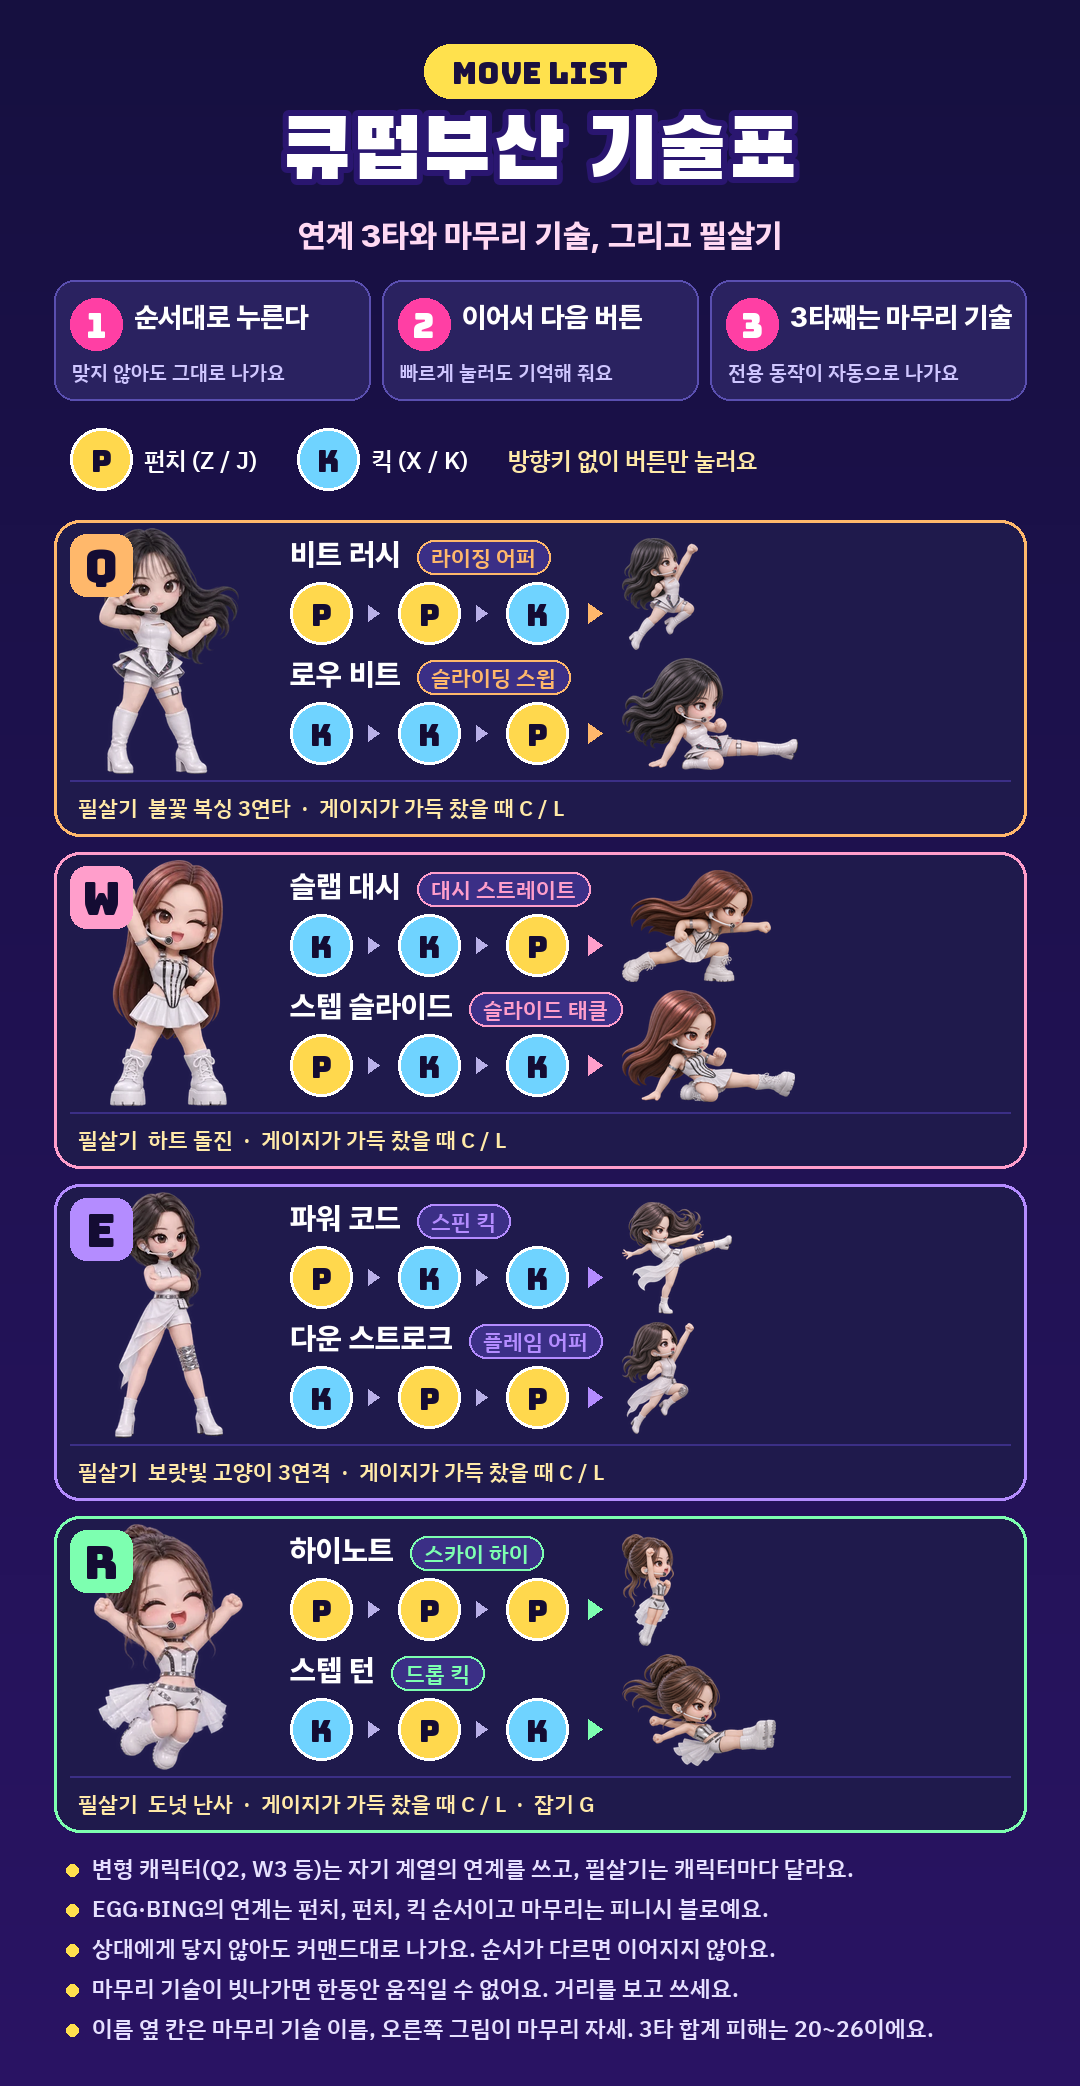 MOVE LIST
큐떱부산 기술표
연계 3타와 마무리 기술, 그리고 필살기
1 순서대로 누른다
맞지 않아도 그대로 나가요
2 이어서 다음 버튼
빠르게 눌러도 기억해 줘요
3 3타째는 마무리 기술
전용 동작이 자동으로 나가요
P 펀치 (Z / J) K 킥 (X / K) 방향키 없이 버튼만 눌러요
Q
비트 러시 라이징 어퍼
P P K
로우 비트 슬라이딩 스윕
K K P
필살기 불꽃 복싱 3연타 · 게이지가 가득 찼을 때 C / L
W
슬랩 대시 대시 스트레이트
K K P
스텝 슬라이드 슬라이드 태클
P K K
필살기 하트 돌진 · 게이지가 가득 찼을 때 C / L
E
파워 코드 스핀 킥
P K K
다운 스트로크 플레임 어퍼
K P P
필살기 보랏빛 고양이 3연격 · 게이지가 가득 찼을 때 C / L
R
하이노트 스카이 하이
P P P
스텝 턴 드롭 킥
K P K
필살기 도넛 난사 · 게이지가 가득 찼을 때 C / L · 잡기 G
변형 캐릭터(Q2, W3 등)는 자기 계열의 연계를 쓰고, 필살기는 캐릭터마다 달라요.
EGG·BING의 연계는 펀치, 펀치, 킥 순서이고 마무리는 피니시 블로예요.
상대에게 닿지 않아도 커맨드대로 나가요. 순서가 다르면 이어지지 않아요.
마무리 기술이 빗나가면 한동안 움직일 수 없어요. 거리를 보고 쓰세요.
이름 옆 칸은 마무리 기술 이름, 오른쪽 그림이 마무리 자세. 3타 합계 피해는 20~26이에요.